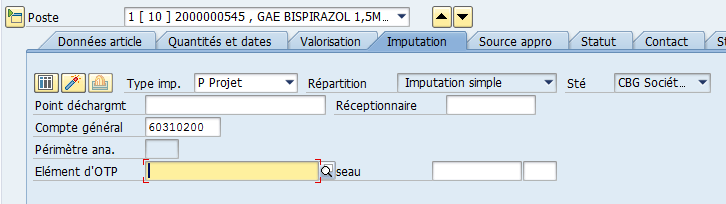 Poste 1 [ 10 ] 2000000545 , GAE BISPIRAZOL 1,5M...
Données article Quantités et dates Valorisation Imputation Source appro Statut Contact
Type imp. P Projet Répartition Imputation simple Sté CBG Sociét...
Point déchargmt Réceptionnaire
Compte général 60310200
Périmètre ana.
Elément d'OTP seau